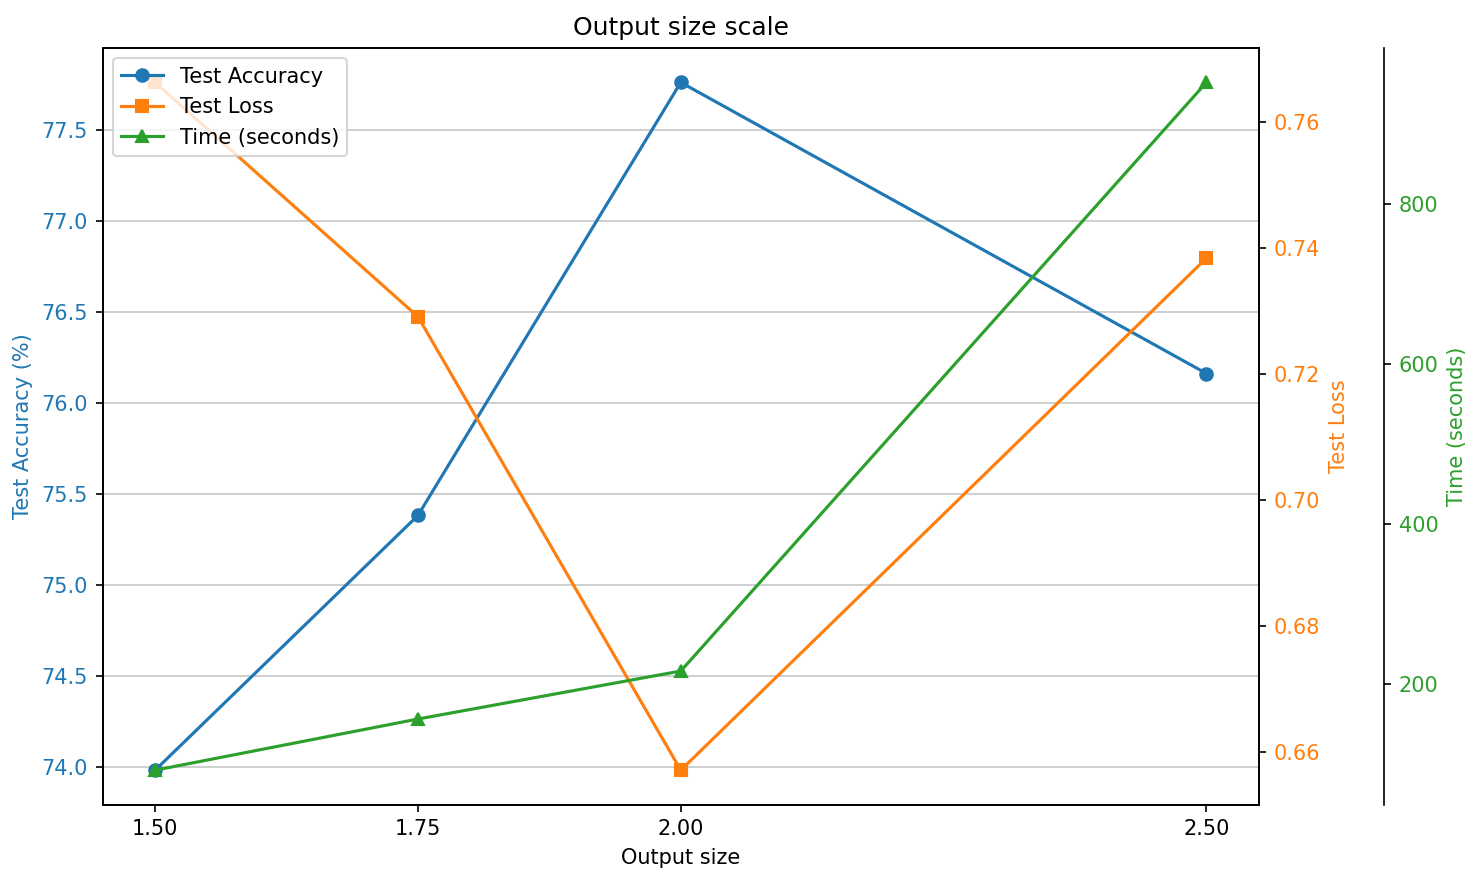 Output size scale
Test Accuracy
Test Loss
Time (seconds)
Test Accuracy (%)
77.5
77.0
76.5
76.0
75.5
75.0
74.5
74.0
1.50
1.75
2.00
2.50
Output size
0.76
0.74
0.72
0.70
0.68
0.66
Test Loss
800
600
400
200
Time (seconds)